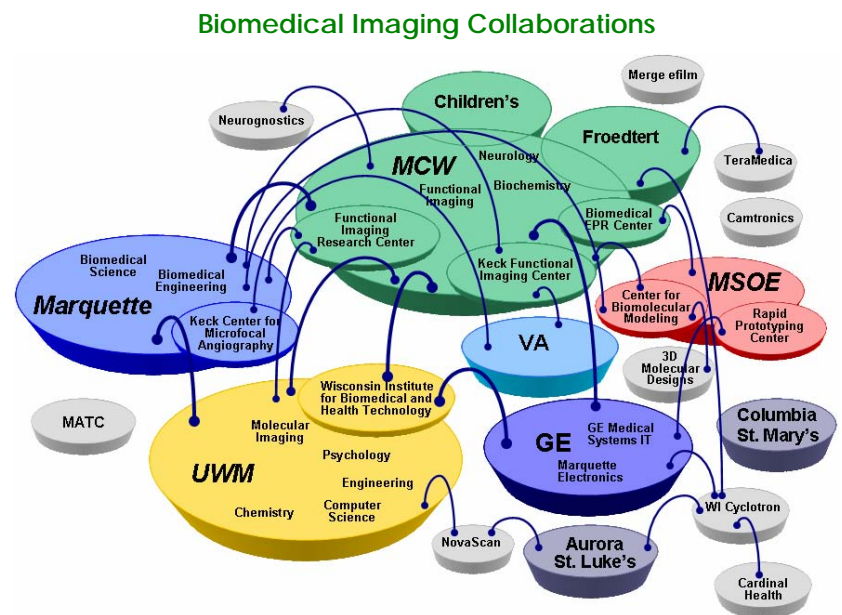 Biomedical Imaging Collaborations
Merge efilm
Children's
Neurognostics
Froedtert
MCW
Neurology
TeraMedica
Functional
Imaging
Biochemistry
Functional
Imaging
Research Center
Biomedical
EPR Center
Camtronics
Biomedical
Science
Biomedical
Engineering
Keck Functional
Imaging Center
MSOE
Marquette
Center for
Biomolecular
Modeling
Rapid
Prototyping
Center
Keck Center for
Microfocal
Angiography
VA
3D
Molecular
Designs
Wisconsin Institute
for Biomedical and
Health Technology
MATC
Molecular
Imaging
Columbia
St. Mary's
GE
GE Medical
Systems IT
Psychology
Marquette
Electronics
UWM
Engineering
Chemistry
Computer
Science
WI Cyclotron
NovaScan
Aurora
St. Luke's
Cardinal
Health